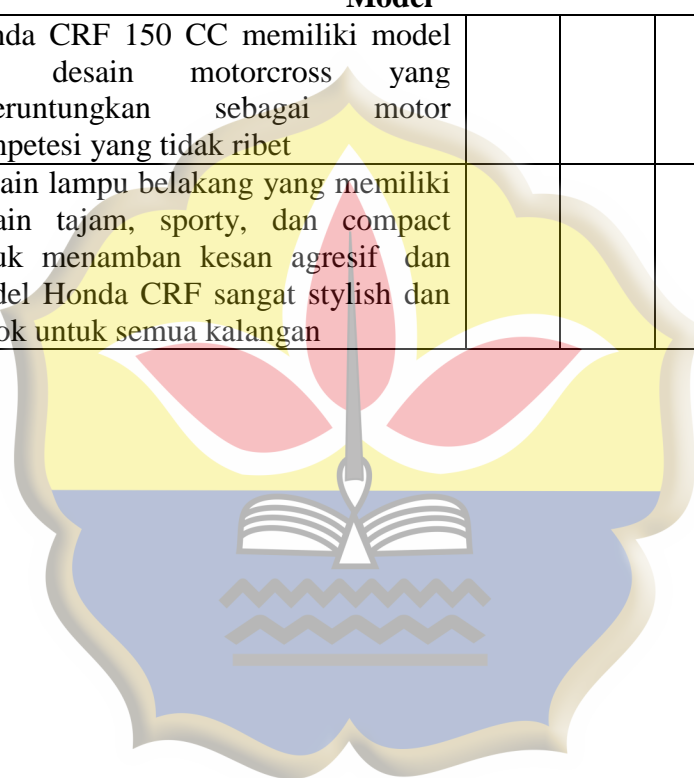 Model
nda CRF 150 CC memiliki model
desain motorcross yang
eruntungkan sebagai motor
npetesi yang tidak ribet
ain lampu belakang yang memiliki
ain tajam, sporty, dan compact
uk menamban kesan agresif dan
del Honda CRF sangat stylish dan
ok untuk semua kalangan